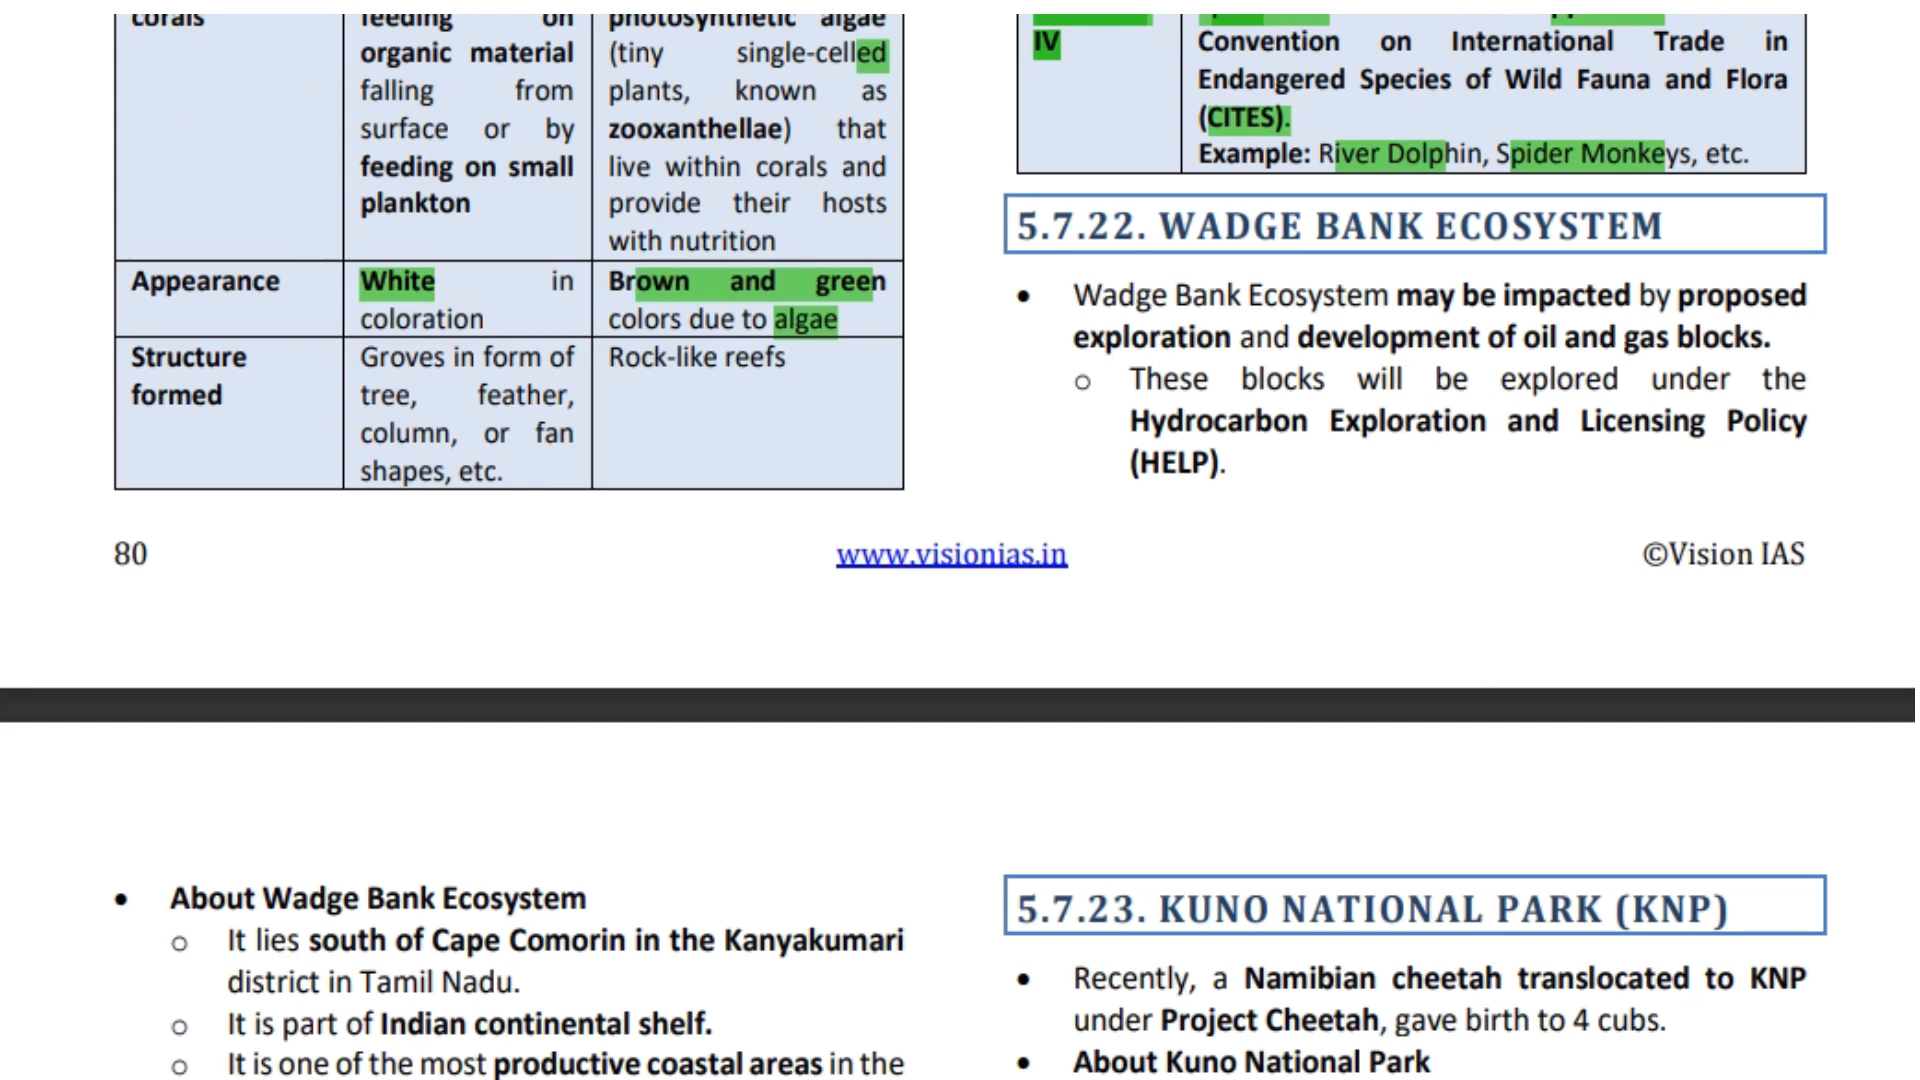 corals
feeding on
organic material
falling from
surface or by
feeding on small
plankton
photosynthetic algae
(tiny single-celled
plants, known as
zooxanthellae) that
live within corals and
provide their hosts
with nutrition
Appearance
White in
coloration
Brown and green
colors due to algae
Structure
formed
Groves in form of
tree, feather,
column, or fan
shapes, etc.
Rock-like reefs
IV
Convention on International Trade in
Endangered Species of Wild Fauna and Flora
(CITES).
Example: River Dolphin, Spider Monkeys, etc.
5.7.22. WADGE BANK ECOSYSTEM
• Wadge Bank Ecosystem may be impacted by proposed
exploration and development of oil and gas blocks.
o These blocks will be explored under the
Hydrocarbon Exploration and Licensing Policy
(HELP).
80
www.visionias.in
©Vision IAS
• About Wadge Bank Ecosystem
o It lies south of Cape Comorin in the Kanyakumari
district in Tamil Nadu.
o It is part of Indian continental shelf.
o It is one of the most productive coastal areas in the
5.7.23. KUNO NATIONAL PARK (KNP)
• Recently, a Namibian cheetah translocated to KNP
under Project Cheetah, gave birth to 4 cubs.
• About Kuno National Park